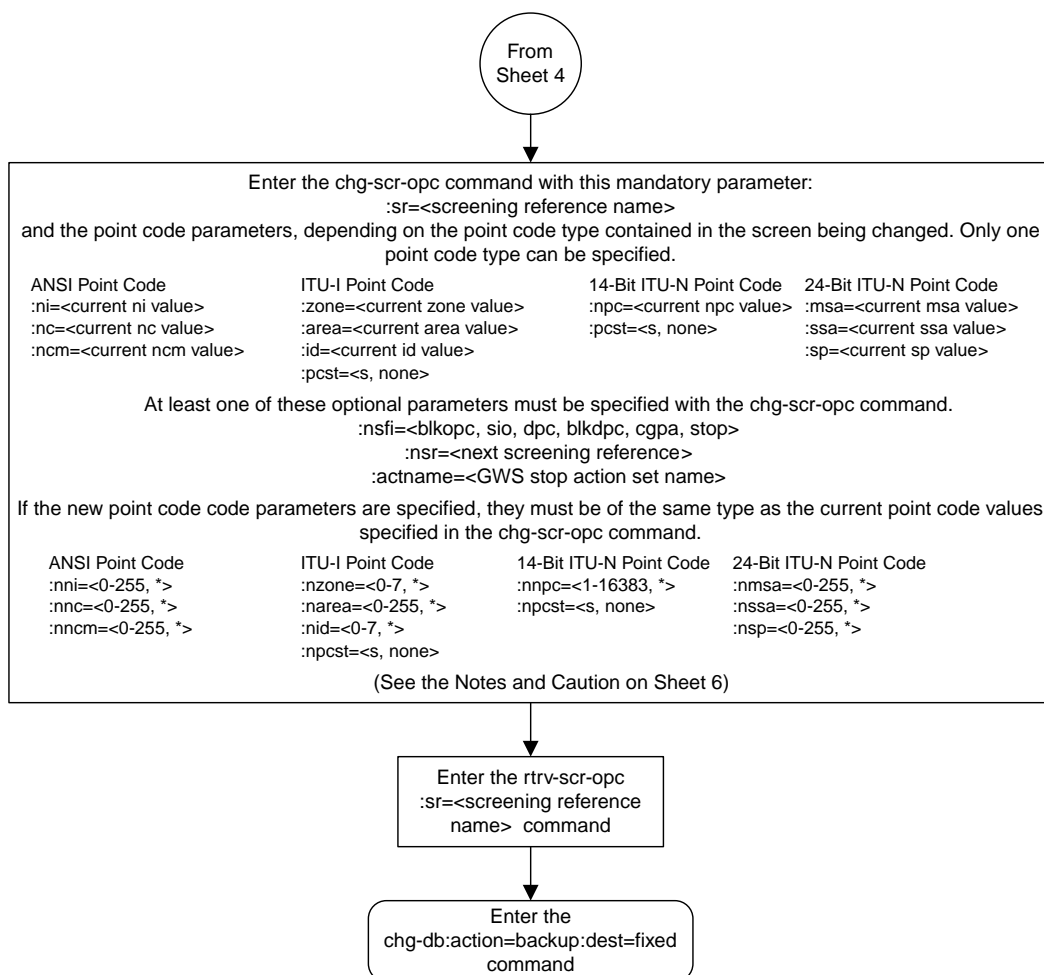 From
Sheet 4
Enter the chg-scr-opc command with this mandatory parameter:
:sr=<screening reference name>
and the point code parameters, depending on the point code type contained in the screen being changed. Only one
point code type can be specified.
ANSI Point Code
:ni=<current ni value>
:nc=<current nc value>
:ncm=<current ncm value>
ITU-I Point Code
:zone=<current zone value>
:area=<current area value>
:id=<current id value>
:pcst=<s, none>
14-Bit ITU-N Point Code
:npc=<current npc value>
:pcst=<s, none>
24-Bit ITU-N Point Code
:msa=<current msa value>
:ssa=<current ssa value>
:sp=<current sp value>
At least one of these optional parameters must be specified with the chg-scr-opc command.
:nsfi=<blkopc, sio, dpc, blkdpc, cgpa, stop>
:nsr=<next screening reference>
:actname=<GWS stop action set name>
If the new point code code parameters are specified, they must be of the same type as the current point code values
specified in the chg-scr-opc command.
ANSI Point Code
:nni=<0-255, *>
:nnc=<0-255, *>
:nncm=<0-255, *>
ITU-I Point Code
:nzone=<0-7, *>
:narea=<0-255, *>
:nid=<0-7, *>
:npcst=<s, none>
14-Bit ITU-N Point Code
:nnpc=<1-16383, *>
:npcst=<s, none>
24-Bit ITU-N Point Code
:nmsa=<0-255, *>
:nssa=<0-255, *>
:nsp=<0-255, *>
(See the Notes and Caution on Sheet 6)
Enter the rtrv-scr-opc
:sr=<screening reference
name> command
Enter the
chg-db:action=backup:dest=fixed
command